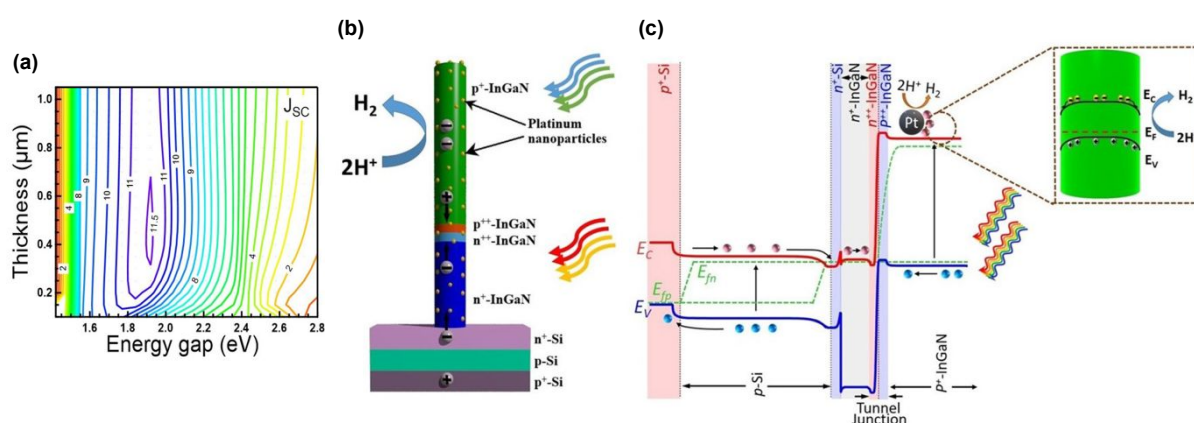 (a)
J_SC
Thickness (μm)
1.0
0.8
0.6
0.4
0.2
2
4
8
9
10
11
11.5
11
10
9
8
4
2
1.6 1.8 2.0 2.2 2.4 2.6 2.8
Energy gap (eV)
(b)
p⁺-InGaN
H₂
2H⁺
Platinum
nanoparticles
p⁺⁺-InGaN
n⁺⁺-InGaN
n⁺-InGaN
n⁺-Si
p-Si
p⁺-Si
(c)
p⁺-Si
n⁺-Si
n⁺-InGaN
n⁺⁺-InGaN
p⁺⁺-InGaN
2H⁺ H₂
Pt
E_C
E_F
E_V
H₂
2H
E_C
E_fn
E_fp
E_V
p-Si
p⁺-InGaN
Tunnel
Junction